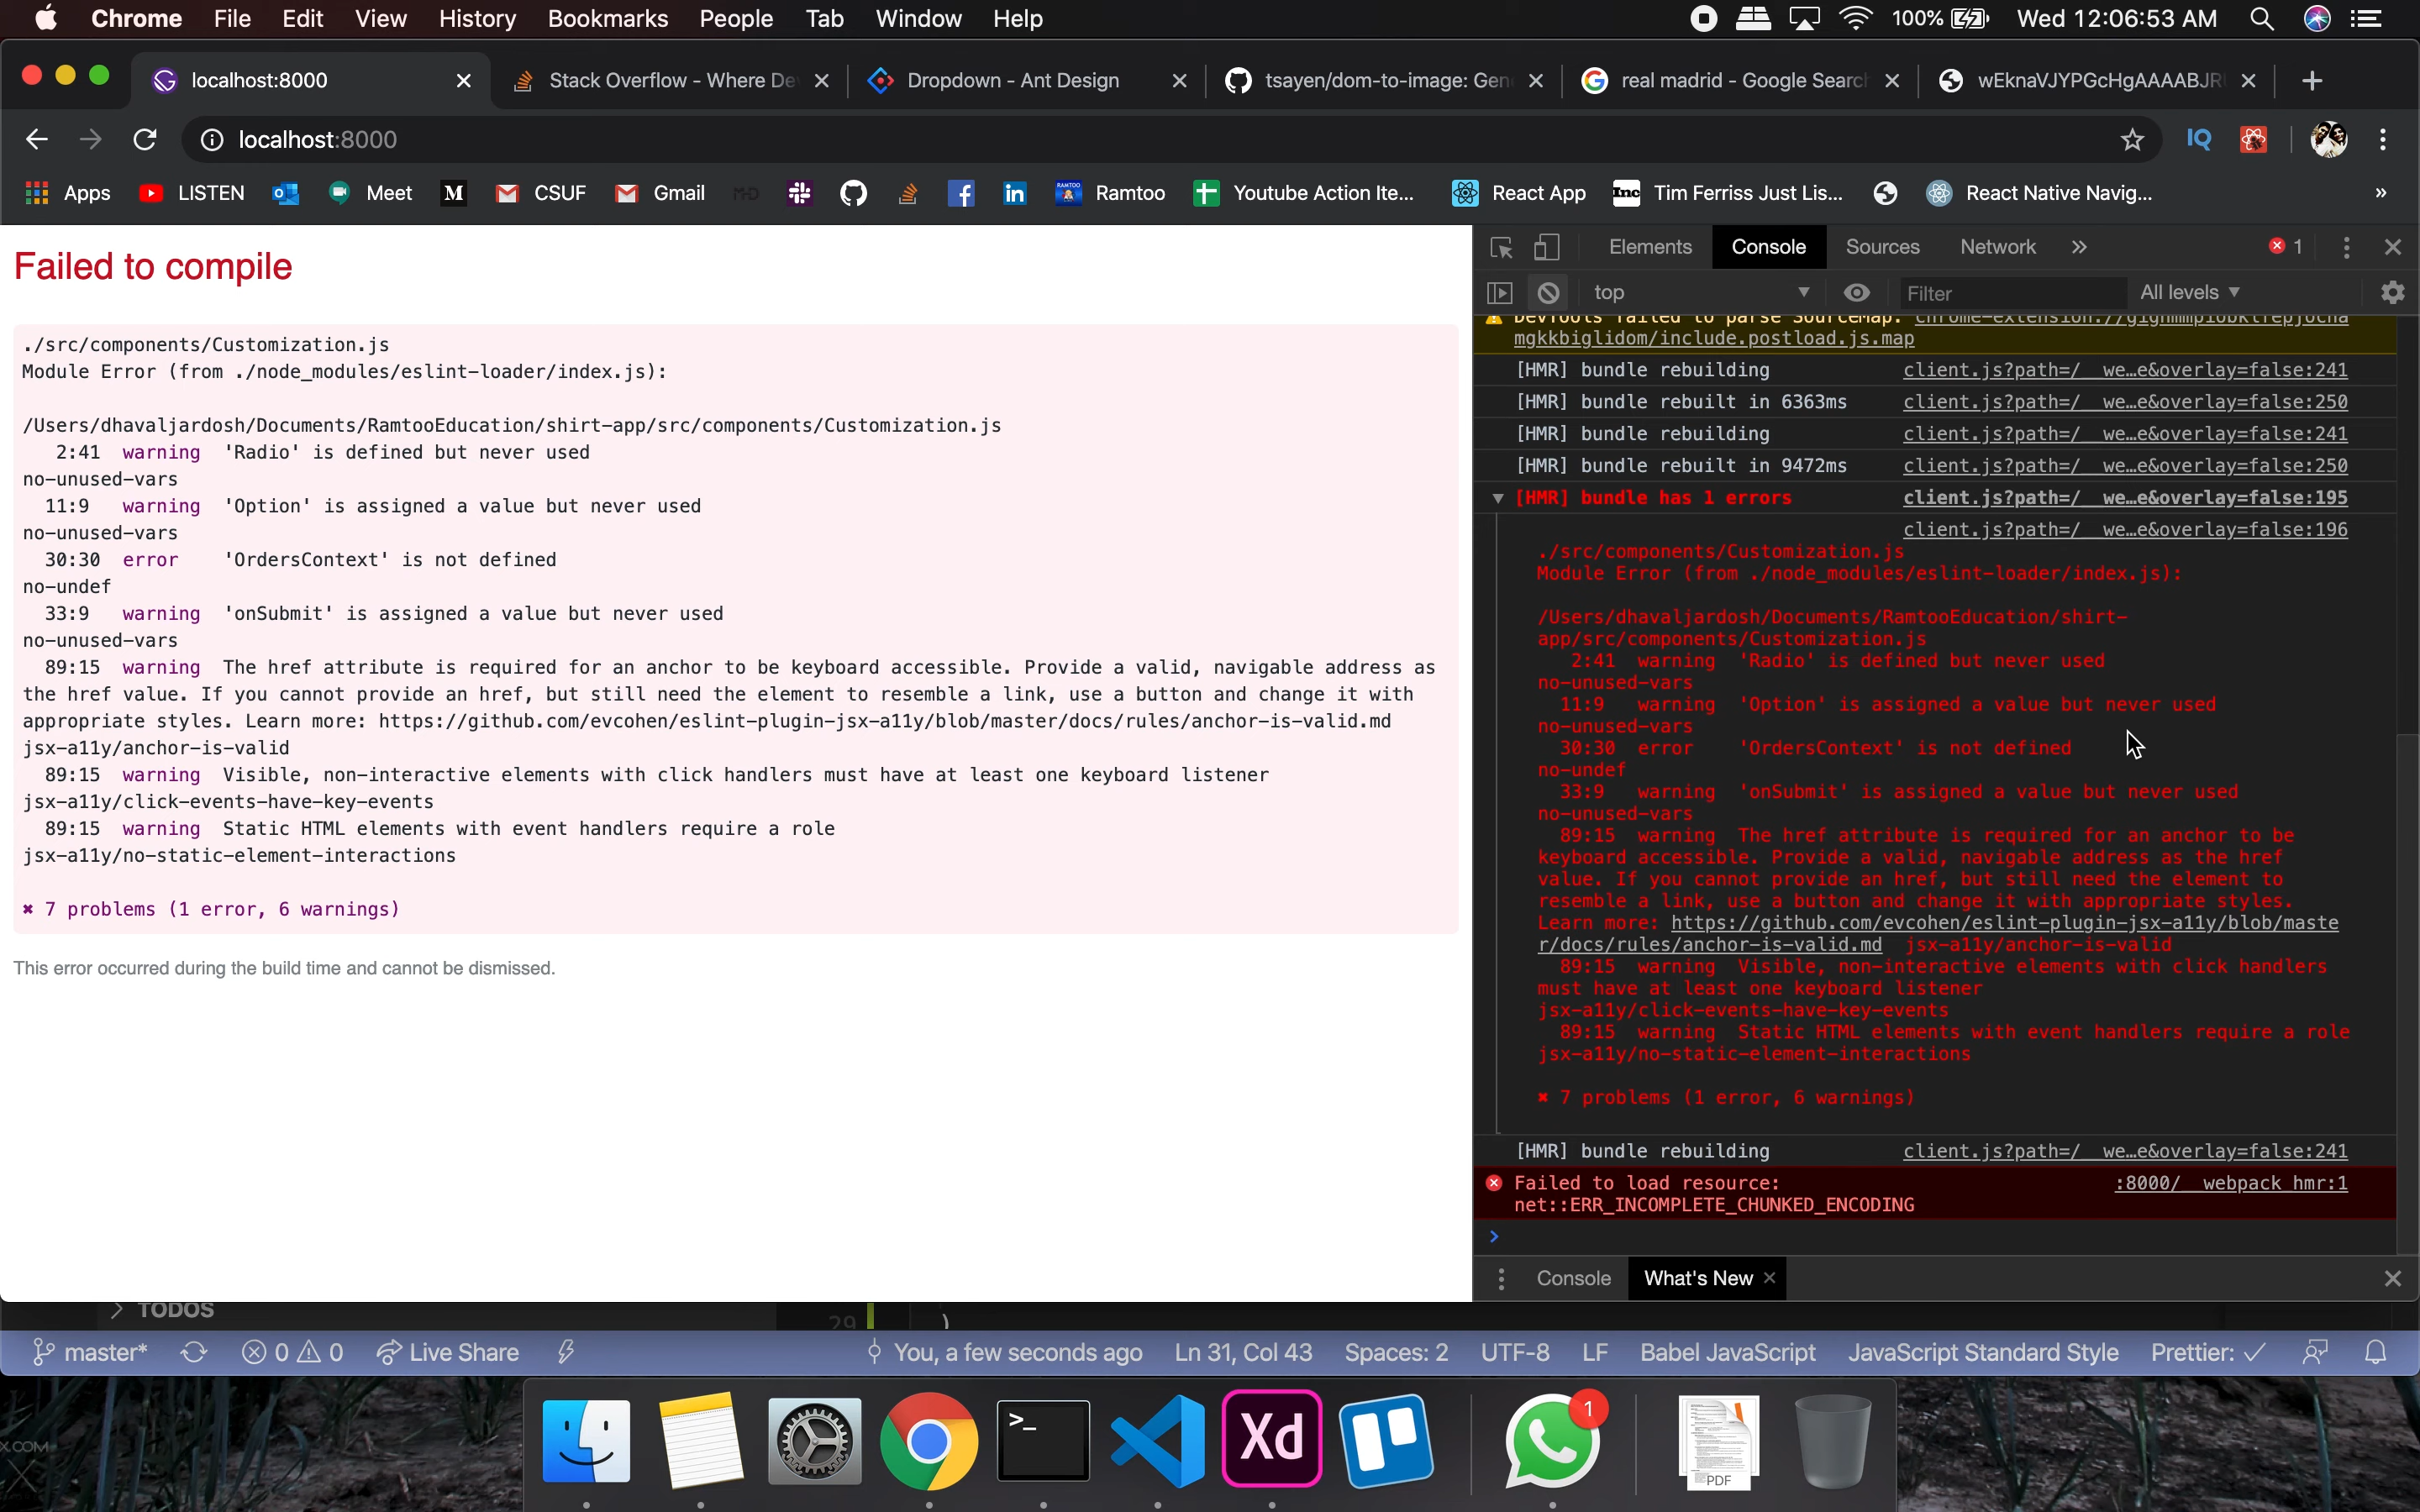 Chrome File Edit View History Bookmarks People Tab Window Help 100% Wed 12:06:53 AM
localhost:8000 Stack Overflow - Where De Dropdown - Ant Design tsayen/dom-to-image: Gen real madrid - Google Search wEknaVJYPGcHgAAAABJR
localhost:8000
Apps LISTEN Meet M CSUF Gmail Ramtoo Youtube Action Ite... React App Inc Tim Ferriss Just Lis... React Native Navig... »
Failed to compile
./src/components/Customization.js
Module Error (from ./node_modules/eslint-loader/index.js):
/Users/dhavaljardosh/Documents/RamtooEducation/shirt-app/src/components/Customization.js
2:41 warning 'Radio' is defined but never used
no-unused-vars
11:9 warning 'Option' is assigned a value but never used
no-unused-vars
30:30 error 'OrdersContext' is not defined
no-undef
33:9 warning 'onSubmit' is assigned a value but never used
no-unused-vars
89:15 warning The href attribute is required for an anchor to be keyboard accessible. Provide a valid, navigable address as
the href value. If you cannot provide an href, but still need the element to resemble a link, use a button and change it with
appropriate styles. Learn more: https://github.com/evcohen/eslint-plugin-jsx-a11y/blob/master/docs/rules/anchor-is-valid.md
jsx-a11y/anchor-is-valid
89:15 warning Visible, non-interactive elements with click handlers must have at least one keyboard listener
jsx-a11y/click-events-have-key-events
89:15 warning Static HTML elements with event handlers require a role
jsx-a11y/no-static-element-interactions
✖ 7 problems (1 error, 6 warnings)
This error occurred during the build time and cannot be dismissed.
Elements Console Sources Network » 1
top Filter All levels
DevTools failed to parse SourceMap:
mgkkbiglidom/include.postload.js.map
[HMR] bundle rebuilding client.js?path=/__we…e&overlay=false:241
[HMR] bundle rebuilt in 6363ms client.js?path=/__we…e&overlay=false:250
[HMR] bundle rebuilding client.js?path=/__we…e&overlay=false:241
[HMR] bundle rebuilt in 9472ms client.js?path=/__we…e&overlay=false:250
[HMR] bundle has 1 errors client.js?path=/__we…e&overlay=false:195
client.js?path=/__we…e&overlay=false:196
./src/components/Customization.js
Module Error (from ./node_modules/eslint-loader/index.js):
/Users/dhavaljardosh/Documents/RamtooEducation/shirt-
app/src/components/Customization.js
2:41 warning 'Radio' is defined but never used
no-unused-vars
11:9 warning 'Option' is assigned a value but never used
no-unused-vars
30:30 error 'OrdersContext' is not defined
no-undef
33:9 warning 'onSubmit' is assigned a value but never used
no-unused-vars
89:15 warning The href attribute is required for an anchor to be
keyboard accessible. Provide a valid, navigable address as the href
value. If you cannot provide an href, but still need the element to
resemble a link, use a button and change it with appropriate styles.
Learn more: https://github.com/evcohen/eslint-plugin-jsx-a11y/blob/maste
r/docs/rules/anchor-is-valid.md jsx-a11y/anchor-is-valid
89:15 warning Visible, non-interactive elements with click handlers
must have at least one keyboard listener
jsx-a11y/click-events-have-key-events
89:15 warning Static HTML elements with event handlers require a role
jsx-a11y/no-static-element-interactions
✖ 7 problems (1 error, 6 warnings)
[HMR] bundle rebuilding client.js?path=/__we…e&overlay=false:241
Failed to load resource: :8000/__webpack_hmr:1
net::ERR_INCOMPLETE_CHUNKED_ENCODING
Console What's New
TODOS 29 )
master* 0 0 Live Share You, a few seconds ago Ln 31, Col 43 Spaces: 2 UTF-8 LF Babel JavaScript JavaScript Standard Style Prettier: ✓
X.COM
>_ Xd 1 PDF